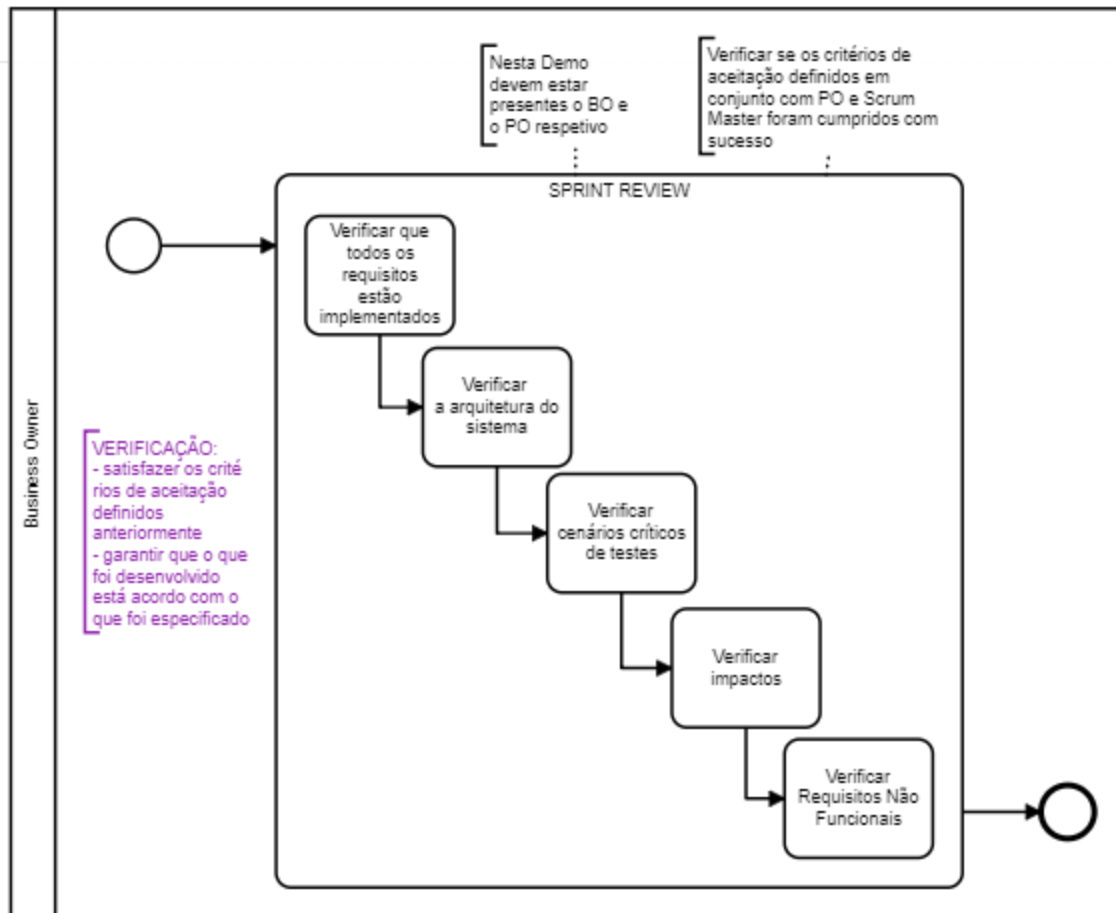 Business Owner
Nesta Demo
devem estar
presentes o BO e
o PO respetivo
Verificar se os critérios de
aceitação definidos em
conjunto com PO e Scrum
Master foram cumpridos com
sucesso
SPRINT REVIEW
Verificar que
todos os
requisitos
estão
implementados
Verificar
a arquitetura do
sistema
VERIFICAÇÃO:
- satisfazer os crité
rios de aceitação
definidos
anteriormente
- garantir que o que
foi desenvolvido
está acordo com o
que foi especificado
Verificar
cenários críticos
de testes
Verificar
impactos
Verificar
Requisitos Não
Funcionais